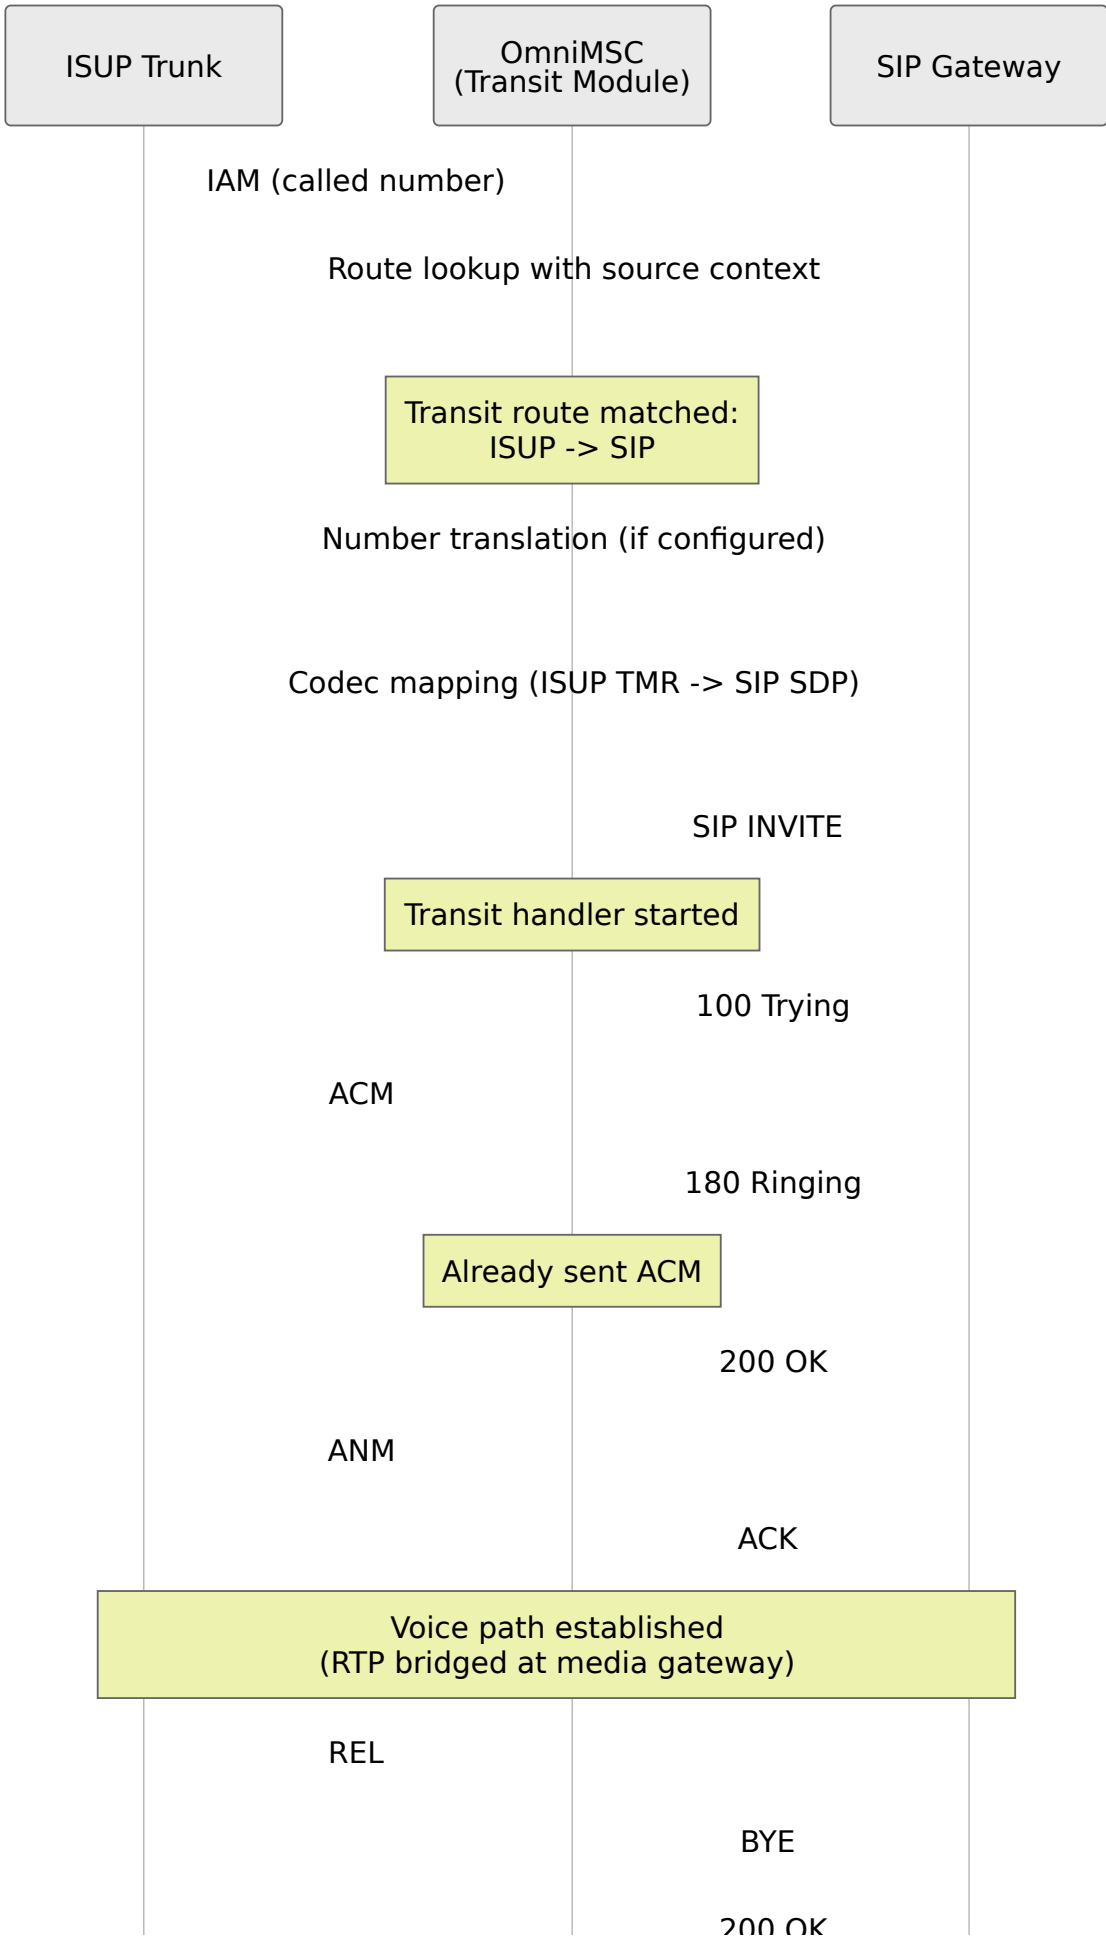 ISUP Trunk
OmniMSC
(Transit Module)
SIP Gateway
IAM (called number)
Route lookup with source context
Transit route matched:
ISUP -> SIP
Number translation (if configured)
Codec mapping (ISUP TMR -> SIP SDP)
SIP INVITE
Transit handler started
100 Trying
ACM
180 Ringing
Already sent ACM
200 OK
ANM
ACK
Voice path established
(RTP bridged at media gateway)
REL
BYE
200 OK